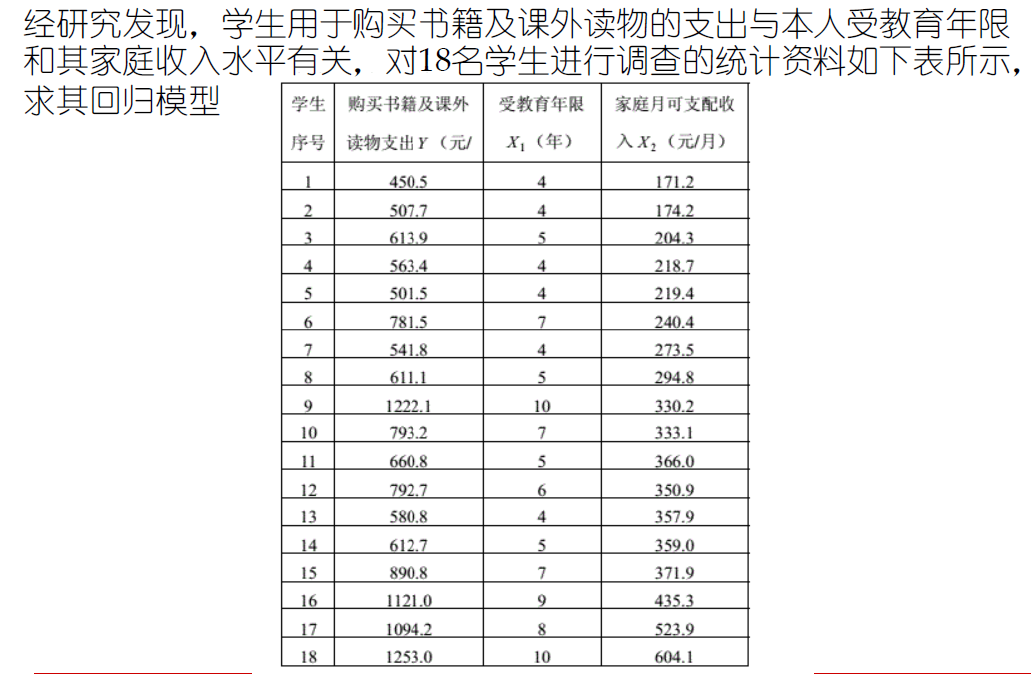 经研究发现，学生用于购买书籍及课外读物的支出与本人受教育年限
和其家庭收入水平有关，对18名学生进行调查的统计资料如下表所示，
求其回归模型
学生序号 购买书籍及课外读物支出Y（元/ 受教育年限X₁（年） 家庭月可支配收入X₂（元/月）
1 450.5 4 171.2
2 507.7 4 174.2
3 613.9 5 204.3
4 563.4 4 218.7
5 501.5 4 219.4
6 781.5 7 240.4
7 541.8 4 273.5
8 611.1 5 294.8
9 1222.1 10 330.2
10 793.2 7 333.1
11 660.8 5 366.0
12 792.7 6 350.9
13 580.8 4 357.9
14 612.7 5 359.0
15 890.8 7 371.9
16 1121.0 9 435.3
17 1094.2 8 523.9
18 1253.0 10 604.1